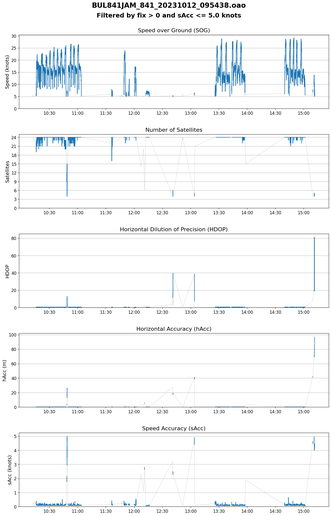 BUL841JAM_841_20231012_095438.oao
Filtered by fix > 0 and sAcc <= 5.0 knots
Speed over Ground (SOG)
Speed (knots)
30
25
20
15
10
5
0
10:30 11:00 11:30 12:00 12:30 13:00 13:30 14:00 14:30 15:00
Number of Satellites
Satellites
24
20
16
12
8
4
0
10:30 11:00 11:30 12:00 12:30 13:00 13:30 14:00 14:30 15:00
Horizontal Dilution of Precision (HDOP)
HDOP
80
60
40
20
0
10:30 11:00 11:30 12:00 12:30 13:00 13:30 14:00 14:30 15:00
Horizontal Accuracy (hAcc)
hAcc (m)
100
80
60
40
20
0
10:30 11:00 11:30 12:00 12:30 13:00 13:30 14:00 14:30 15:00
Speed Accuracy (sAcc)
sAcc (knots)
5
4
3
2
1
0
10:30 11:00 11:30 12:00 12:30 13:00 13:30 14:00 14:30 15:00